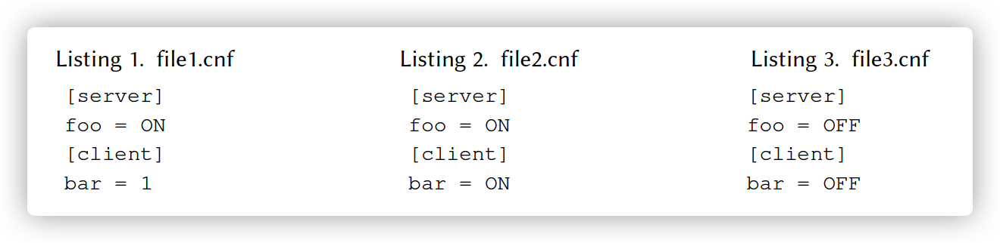 Listing 1. file1.cnf
[server]
foo = ON
[client]
bar = 1
Listing 2. file2.cnf
[server]
foo = ON
[client]
bar = ON
Listing 3. file3.cnf
[server]
foo = OFF
[client]
bar = OFF